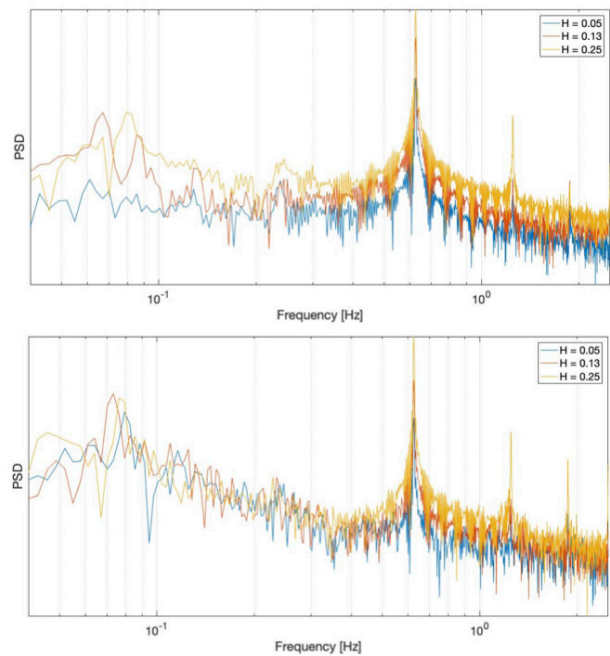 H = 0.05
H = 0.13
H = 0.25
PSD
10⁻¹
10⁰
Frequency [Hz]
H = 0.05
H = 0.13
H = 0.25
PSD
10⁻¹
10⁰
Frequency [Hz]